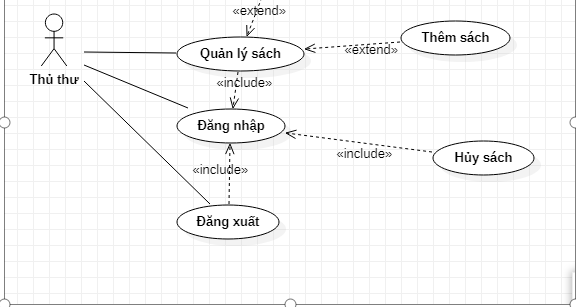 «extend»
Quản lý sách
Thêm sách
«extend»
Thủ thư
«include»
Đăng nhập
«include»
Hủy sách
«include»
Đăng xuất